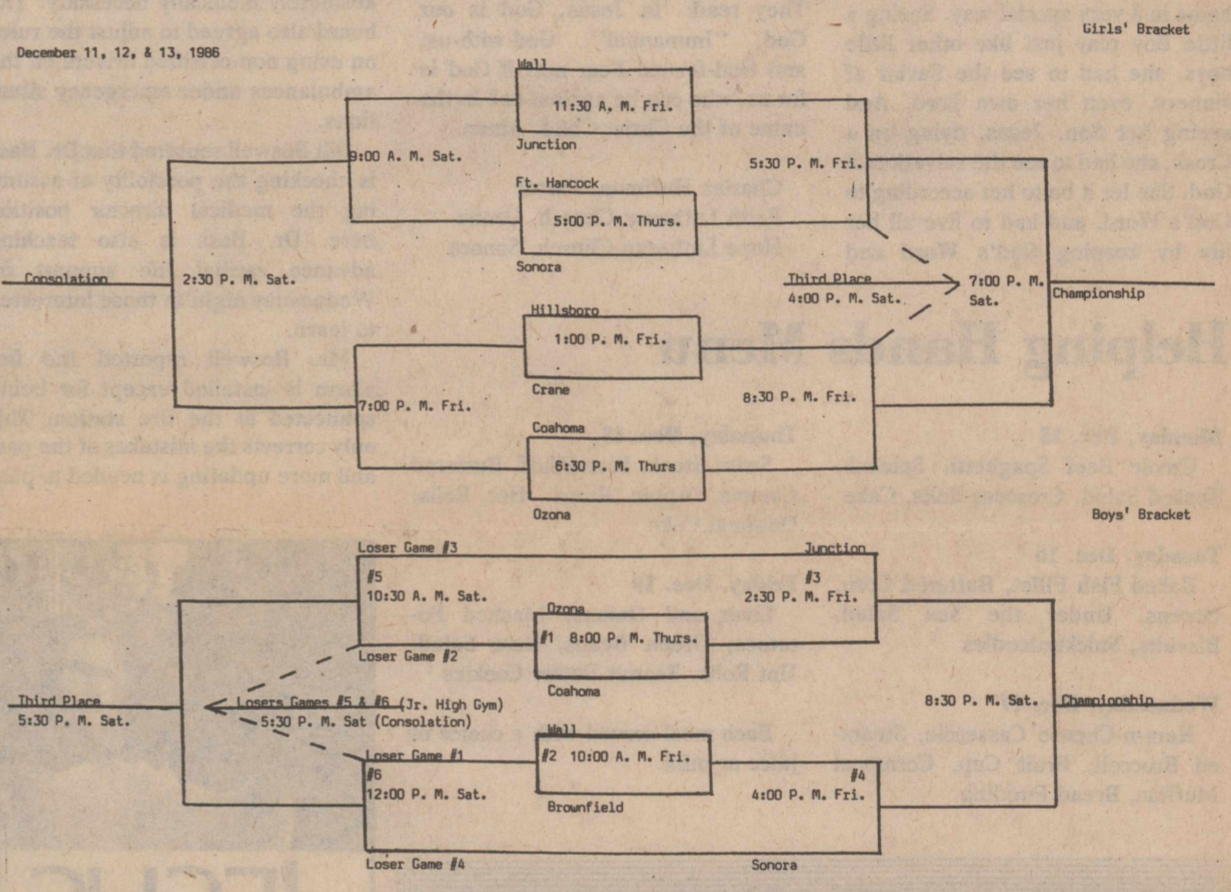 December 11, 12, & 13, 1986
Girls' Bracket
Wall
11:30 A. M. Fri.
Junction
9:00 A. M. Sat.
5:30 P. M. Fri.
Ft. Hancock
5:00 P. M. Thurs.
Sonora
Consolation
2:30 P. M. Sat.
Third Place
4:00 P. M. Sat.
7:00 P. M.
Sat.
Championship
Hillsboro
1:00 P. M. Fri.
Crane
7:00 P. M. Fri.
8:30 P. M. Fri.
Coahoma
6:30 P. M. Thurs
Ozona
Boys' Bracket
Loser Game #3
Junction
#5
10:30 A. M. Sat.
#3
2:30 P. M. Fri.
Ozona
#1 8:00 P. M. Thurs.
Loser Game #2
Coahoma
Third Place
5:30 P. M. Sat.
Losers Games #5 & #6 (Jr. High Gym)
5:30 P. M. Sat (Consolation)
8:30 P. M. Sat.
Championship
Wall
#2 10:00 A. M. Fri.
Brownfield
Loser Game #1
#6
12:00 P. M. Sat.
#4
4:00 P. M. Fri.
Loser Game #4
Sonora